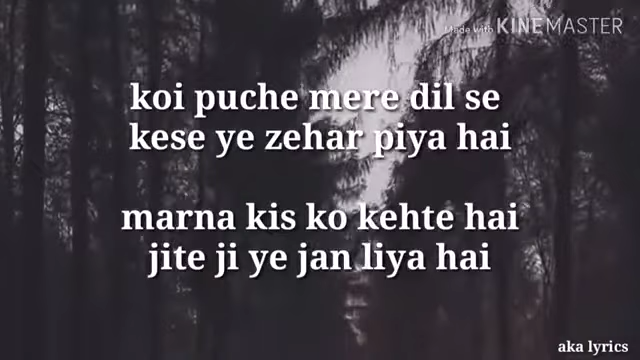 Made with KINEMASTER
koi puche mere dil se
kese ye zehar piya hai
marna kis ko kehte hai
jite ji ye jan liya hai
aka lyrics